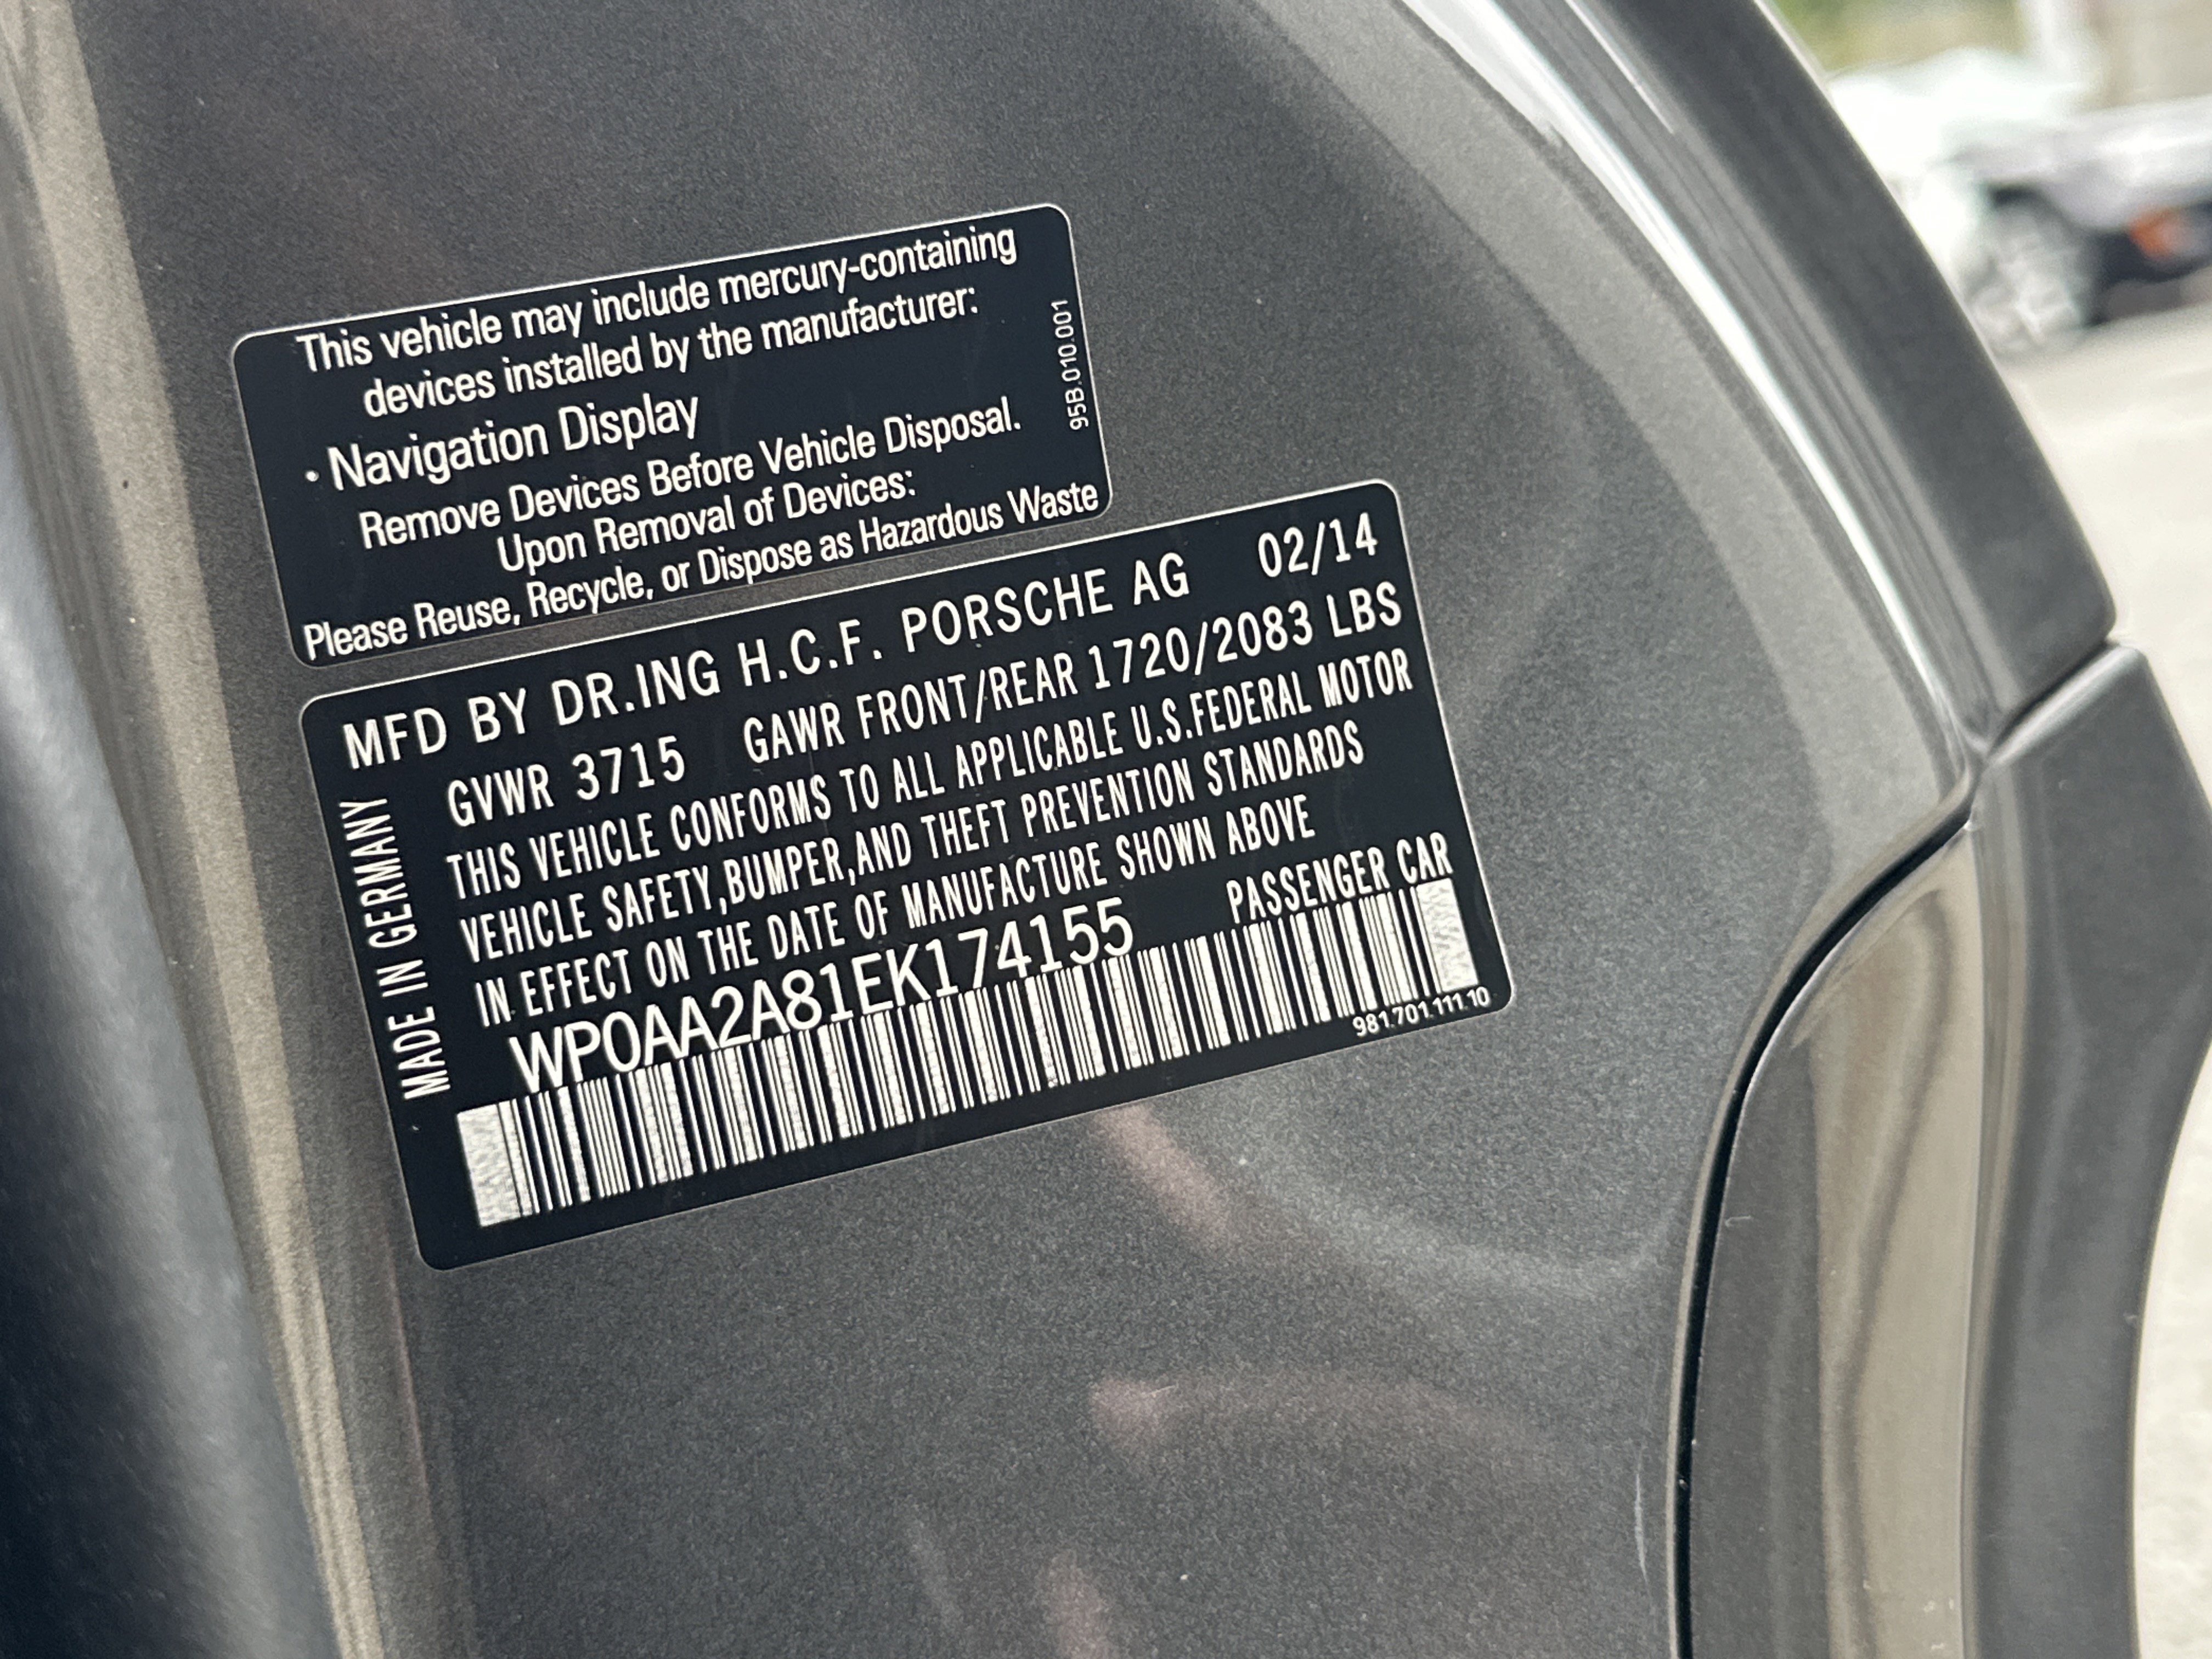 This vehicle may include mercury-containing
devices installed by the manufacturer:
· Navigation Display
Remove Devices Before Vehicle Disposal.
Upon Removal of Devices:
Please Reuse, Recycle, or Dispose as Hazardous Waste
95B.010.001
MFD BY DR.ING H.C.F. PORSCHE AG 02/14
GVWR 3715 GAWR FRONT/REAR 1720/2083 LBS
THIS VEHICLE CONFORMS TO ALL APPLICABLE U.S.FEDERAL MOTOR
VEHICLE SAFETY,BUMPER,AND THEFT PREVENTION STANDARDS
IN EFFECT ON THE DATE OF MANUFACTURE SHOWN ABOVE
WP0AA2A81EK174155 PASSENGER CAR
MADE IN GERMANY
981.701.111.10